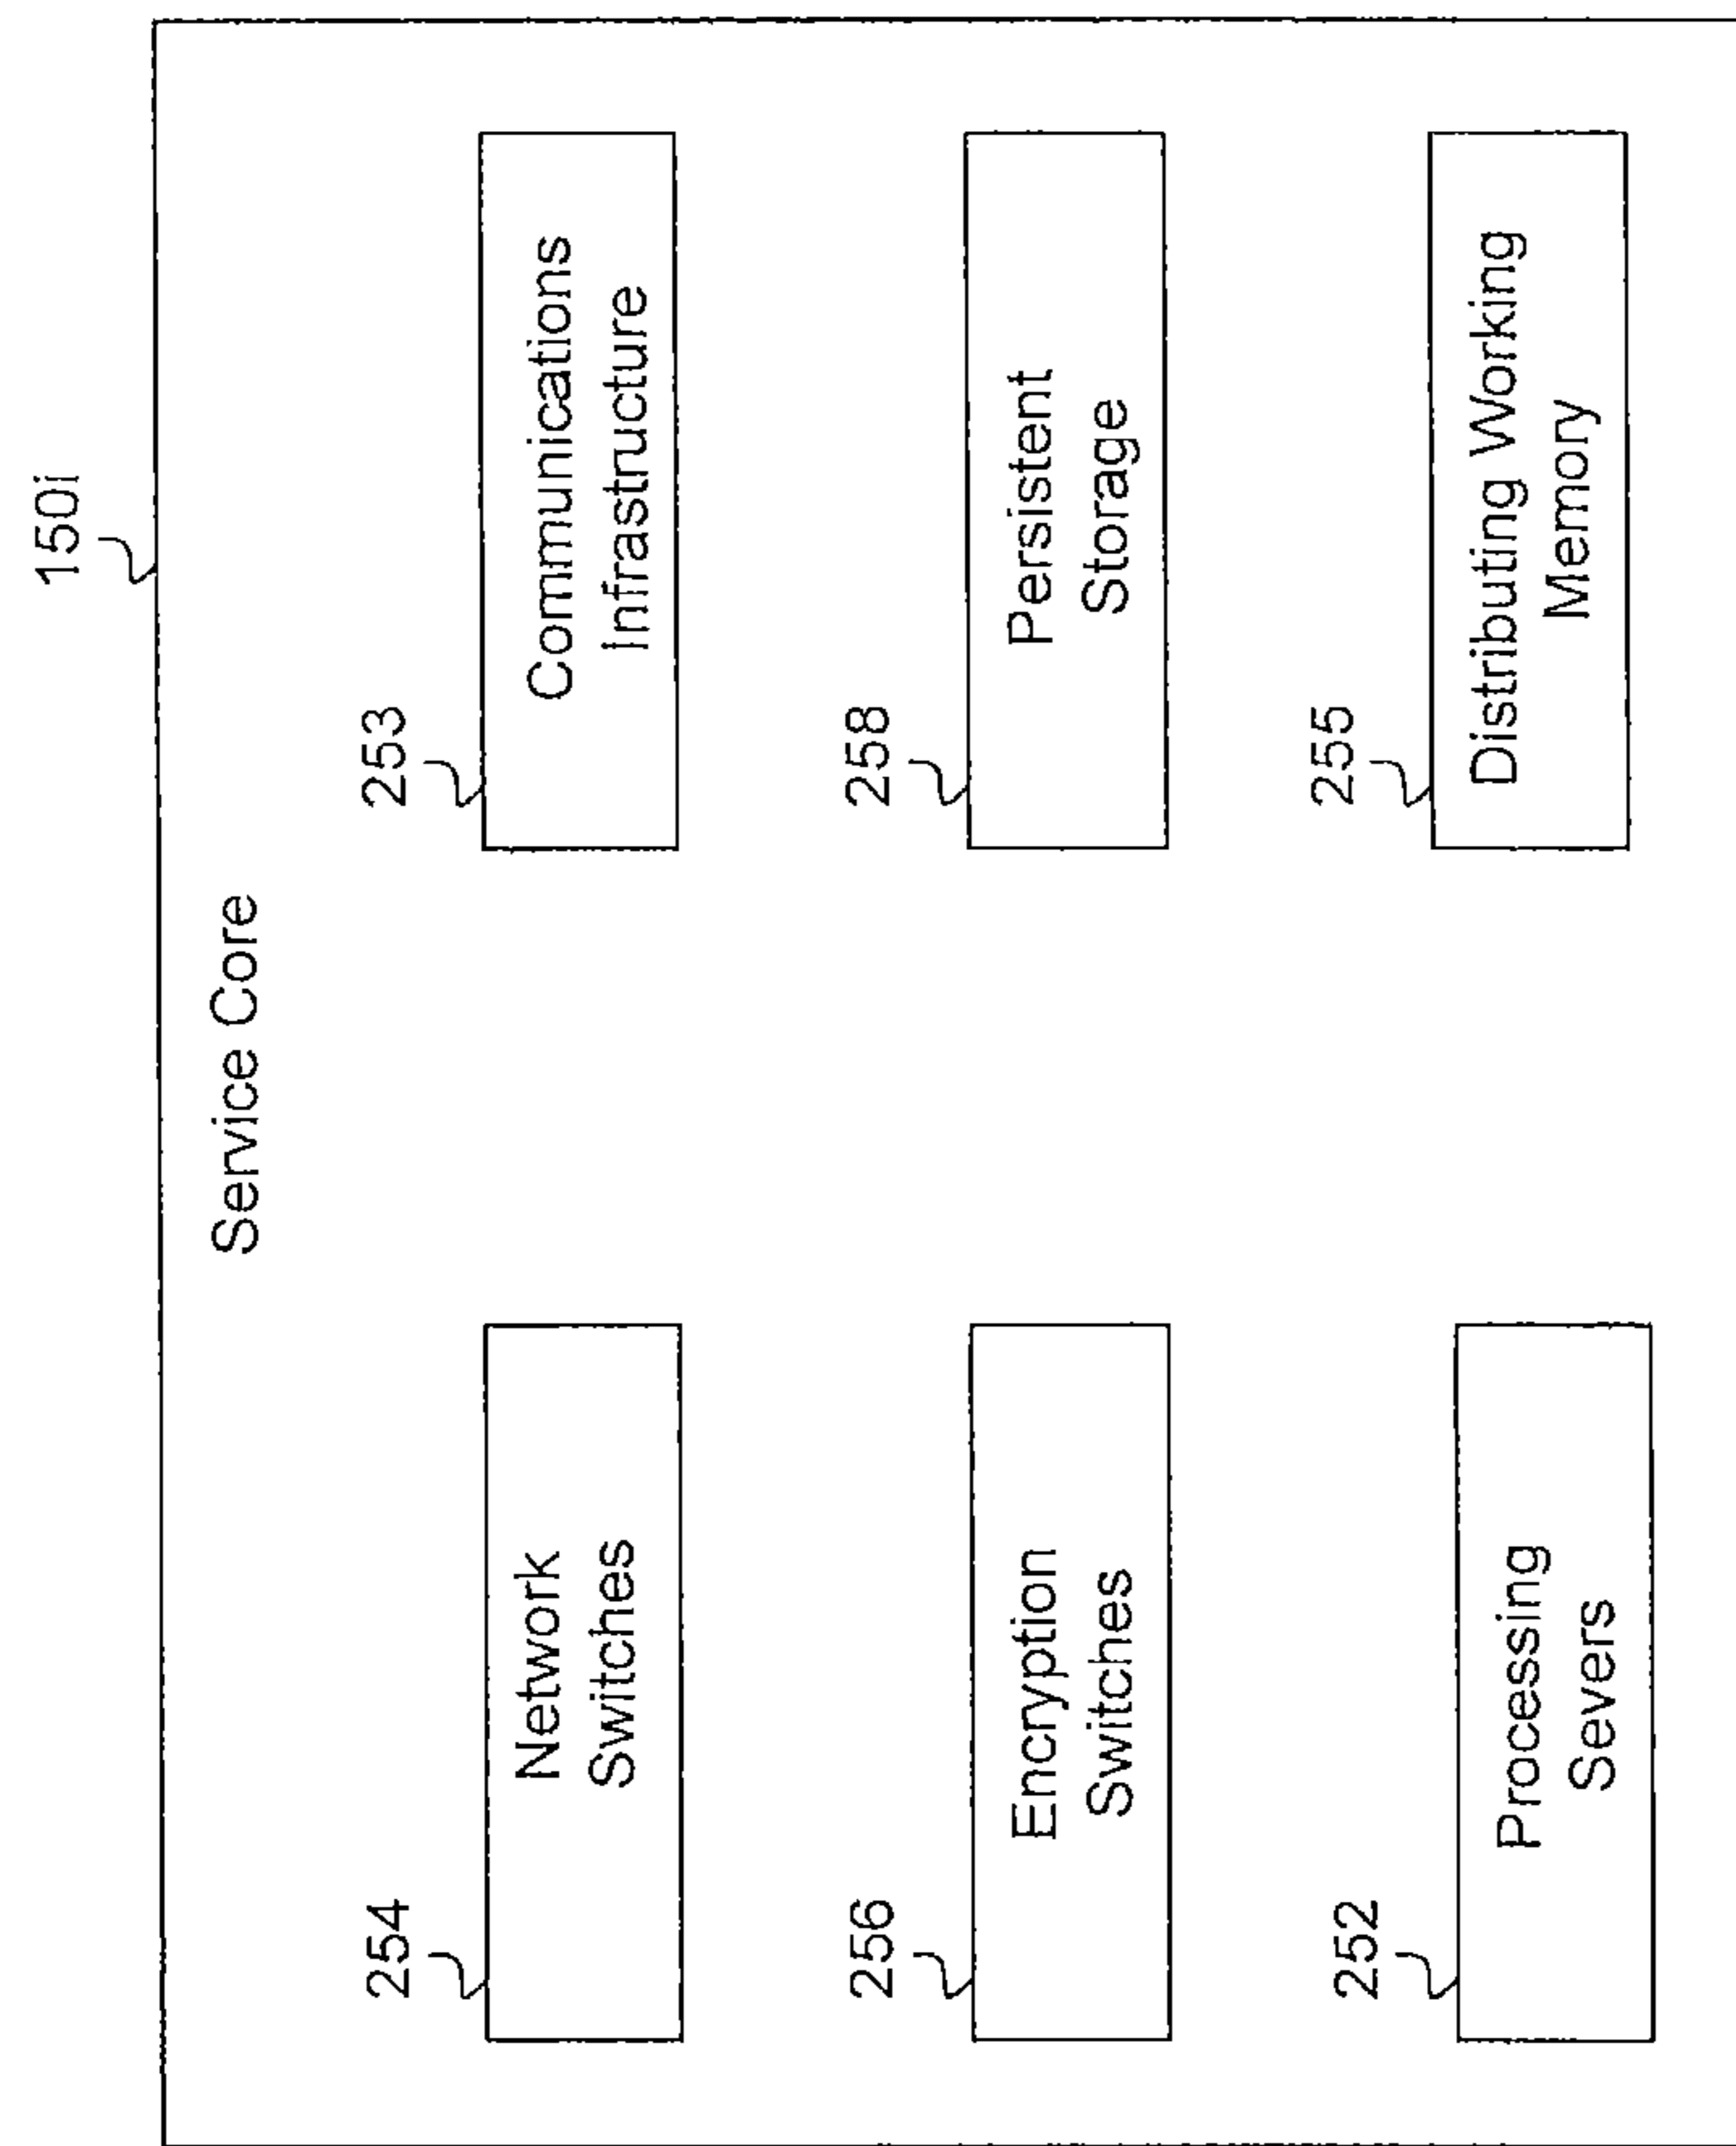 150i
Service Core
254
Network
Switches
253
Communications
Infrastructure
256
Encryption
Switches
258
Persistent
Storage
252
Processing
Severs
255
Distributing Working
Memory